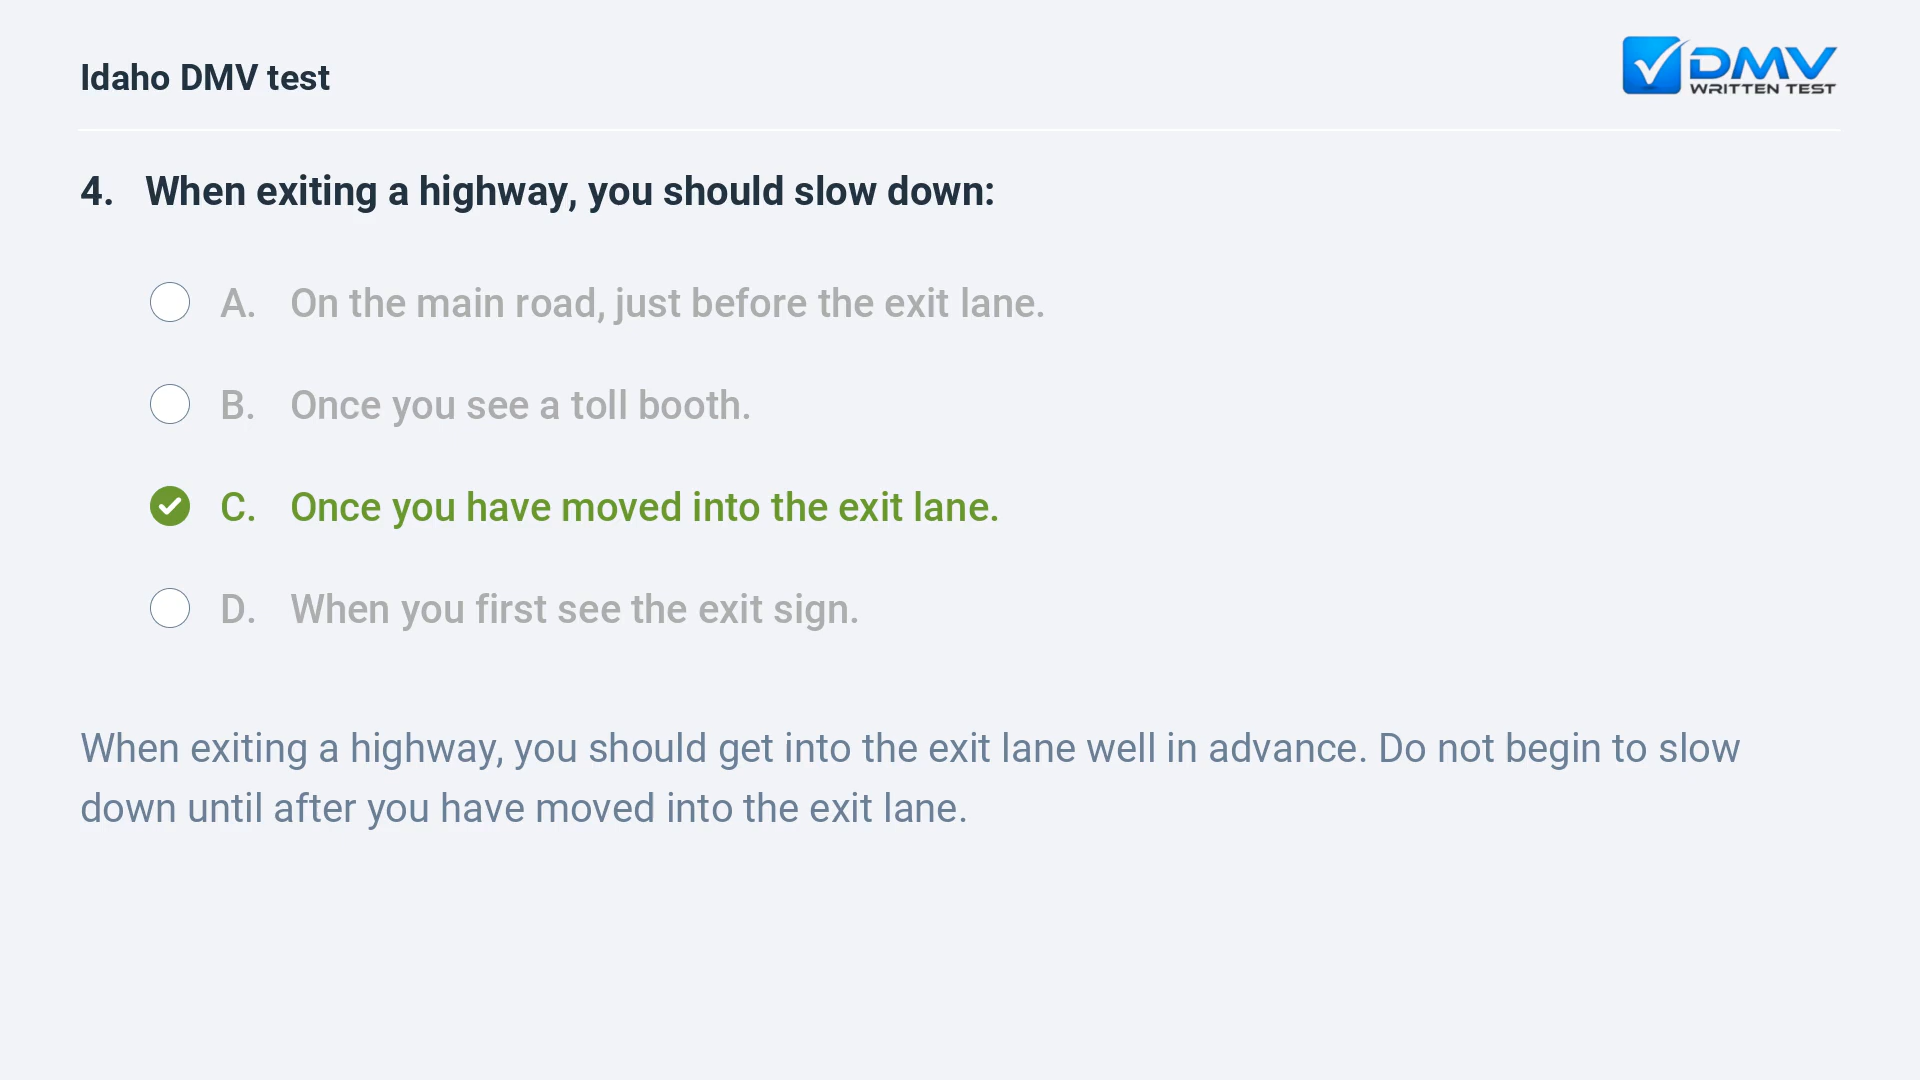 Idaho DMV test
DMV
WRITTEN TEST
4. When exiting a highway, you should slow down:
A. On the main road, just before the exit lane.
B. Once you see a toll booth.
C. Once you have moved into the exit lane.
D. When you first see the exit sign.
When exiting a highway, you should get into the exit lane well in advance. Do not begin to slow
down until after you have moved into the exit lane.